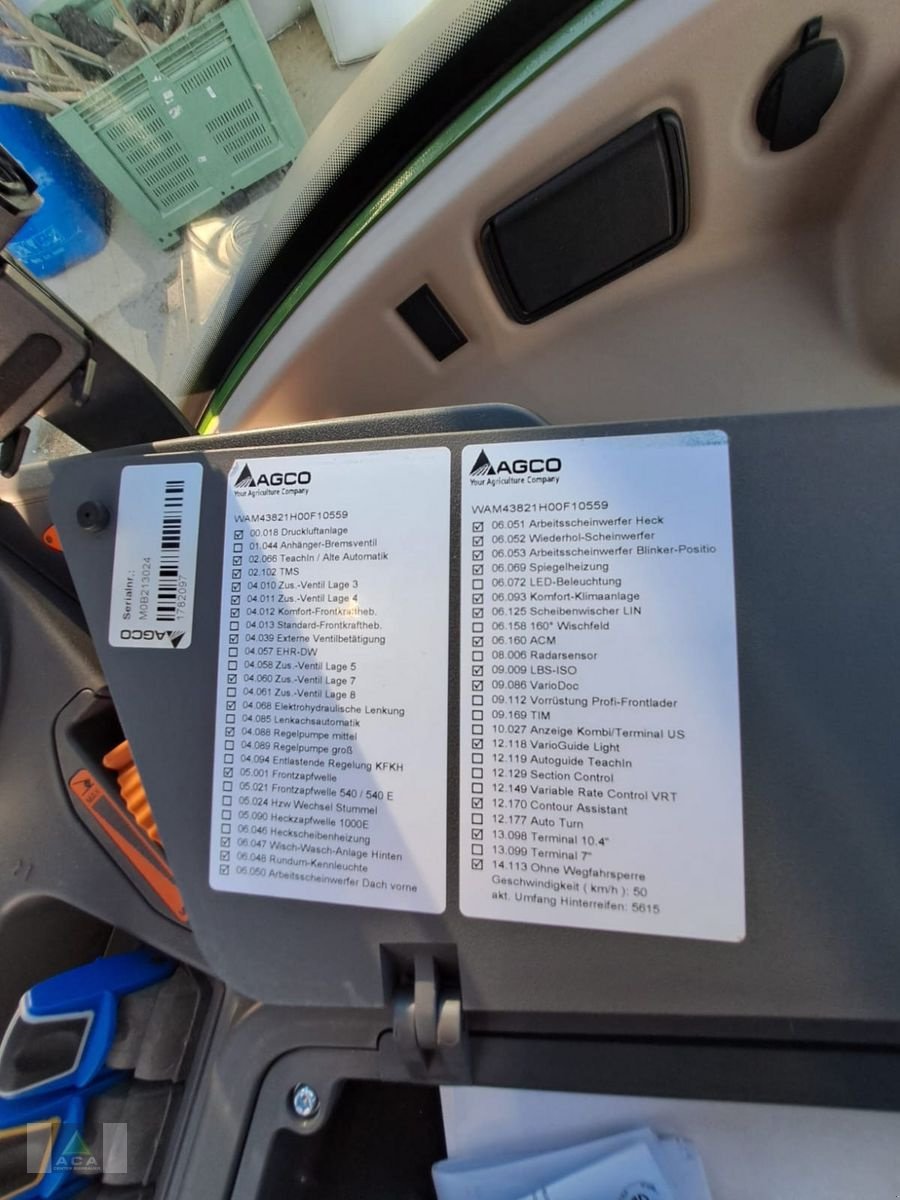 Serialnr.:
M0B213024
1782097
AGCO
AGCO
Your Agriculture Company
WAM43821H00F10559
☑ 00.018 Druckluftanlage
☐ 01.044 Anhänger-Bremsventil
☑ 02.066 TeachIn / Alte Automatik
☑ 02.102 TMS
☑ 04.010 Zus.-Ventil Lage 3
☑ 04.011 Zus.-Ventil Lage 4
☑ 04.012 Komfort-Frontkraftheb.
☐ 04.013 Standard-Frontkraftheb.
☑ 04.039 Externe Ventilbetätigung
☐ 04.057 EHR-DW
☐ 04.058 Zus.-Ventil Lage 5
☑ 04.060 Zus.-Ventil Lage 7
☐ 04.061 Zus.-Ventil Lage 8
☑ 04.068 Elektrohydraulische Lenkung
☐ 04.085 Lenkachsautomatik
☑ 04.088 Regelpumpe mittel
☐ 04.089 Regelpumpe groß
☐ 04.094 Entlastende Regelung KFKH
☑ 05.001 Frontzapfwelle
☐ 05.021 Frontzapfwelle 540 / 540 E
☐ 05.024 Hzw Wechsel Stummel
☐ 05.090 Heckzapfwelle 1000E
☐ 06.046 Heckscheibenheizung
☑ 06.047 Wisch-Wasch-Anlage Hinten
☑ 06.048 Rundum-Kennleuchte
☑ 06.050 Arbeitsscheinwerfer Dach vorne
AGCO
Your Agriculture Company
WAM43821H00F10559
☑ 06.051 Arbeitsscheinwerfer Heck
☑ 06.052 Wiederhol-Scheinwerfer
☑ 06.053 Arbeitsscheinwerfer Blinker-Positio
☑ 06.069 Spiegelheizung
☐ 06.072 LED-Beleuchtung
☑ 06.093 Komfort-Klimaanlage
☑ 06.125 Scheibenwischer LIN
☐ 06.158 160° Wischfeld
☑ 06.160 ACM
☐ 08.006 Radarsensor
☑ 09.009 LBS-ISO
☑ 09.086 VarioDoc
☐ 09.112 Vorrüstung Profi-Frontlader
☐ 09.169 TIM
☐ 10.027 Anzeige Kombi/Terminal US
☑ 12.118 VarioGuide Light
☐ 12.119 Autoguide TeachIn
☐ 12.129 Section Control
☐ 12.149 Variable Rate Control VRT
☑ 12.170 Contour Assistant
☐ 12.177 Auto Turn
☑ 13.098 Terminal 10.4"
☐ 13.099 Terminal 7"
☑ 14.113 Ohne Wegfahrsperre
Geschwindigkeit ( km/h ): 50
akt. Umfang Hinterreifen: 5615
MAX
ACA